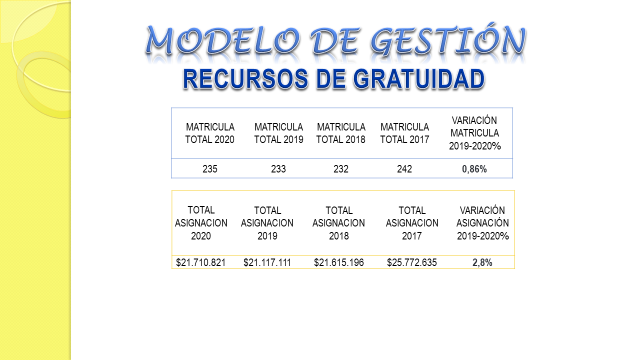 MODELO DE GESTIÓN
RECURSOS DE GRATUIDAD
MATRICULA TOTAL 2020 MATRICULA TOTAL 2019 MATRICULA TOTAL 2018 MATRICULA TOTAL 2017 VARIACIÓN MATRICULA 2019-2020%
235 233 232 242 0,86%
TOTAL ASIGNACION 2020 TOTAL ASIGNACION 2019 TOTAL ASIGNACION 2018 TOTAL ASIGNACION 2017 VARIACIÓN ASIGNACIÓN 2019-2020%
$21.710.821 $21.117.111 $21.615.196 $25.772.635 2,8%